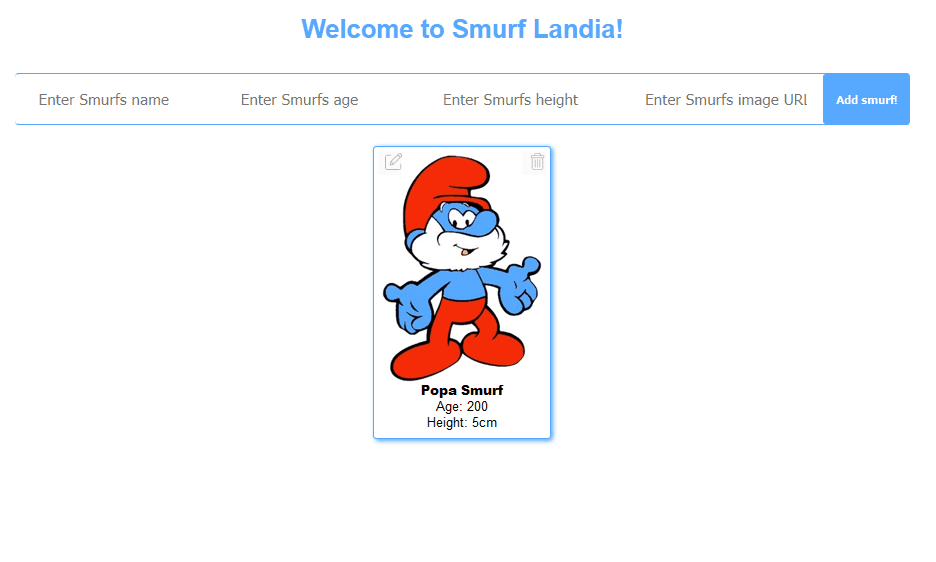 Welcome to Smurf Landia!
Enter Smurfs name Enter Smurfs age Enter Smurfs height Enter Smurfs image URL Add smurf!
Popa Smurf
Age: 200
Height: 5cm